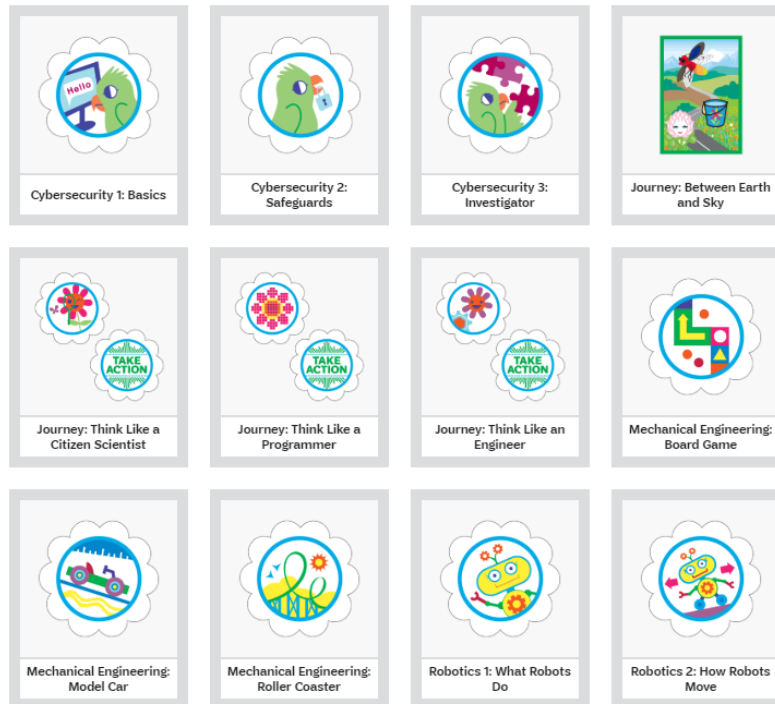 Hello
Cybersecurity 1: Basics
Cybersecurity 2:
Safeguards
Cybersecurity 3:
Investigator
Journey: Between Earth
and Sky
TAKE
ACTION
Journey: Think Like a
Citizen Scientist
TAKE
ACTION
Journey: Think Like a
Programmer
TAKE
ACTION
Journey: Think Like an
Engineer
Mechanical Engineering:
Board Game
Mechanical Engineering:
Model Car
Mechanical Engineering:
Roller Coaster
Robotics 1: What Robots
Do
Robotics 2: How Robots
Move